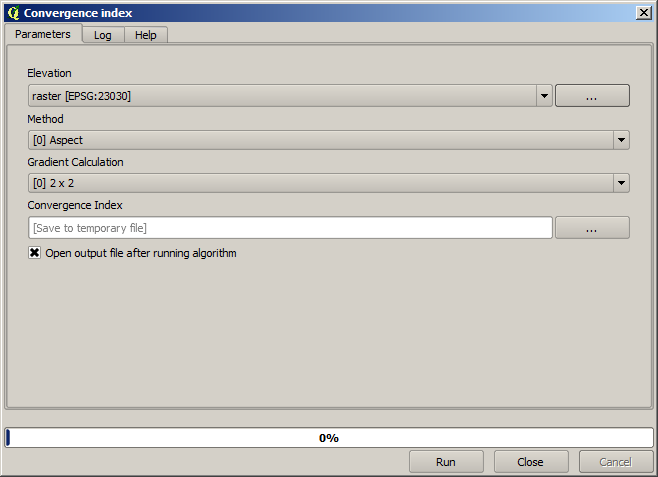 Convergence index
Parameters Log Help
Elevation
raster [EPSG:23030] ...
Method
[0] Aspect
Gradient Calculation
[0] 2 x 2
Convergence Index
[Save to temporary file] ...
Open output file after running algorithm
0%
Run Close Cancel